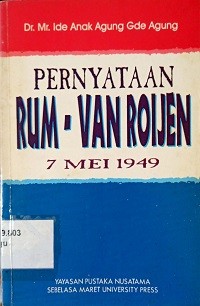 Dr. Mr. Ide Anak Agung Gde Agung
PERNYATAAN
RUM - VAN ROIJEN
7 MEI 1949
YAYASAN PUSTAKA NUSATAMA
SEBELAS MARET UNIVERSITY PRESS